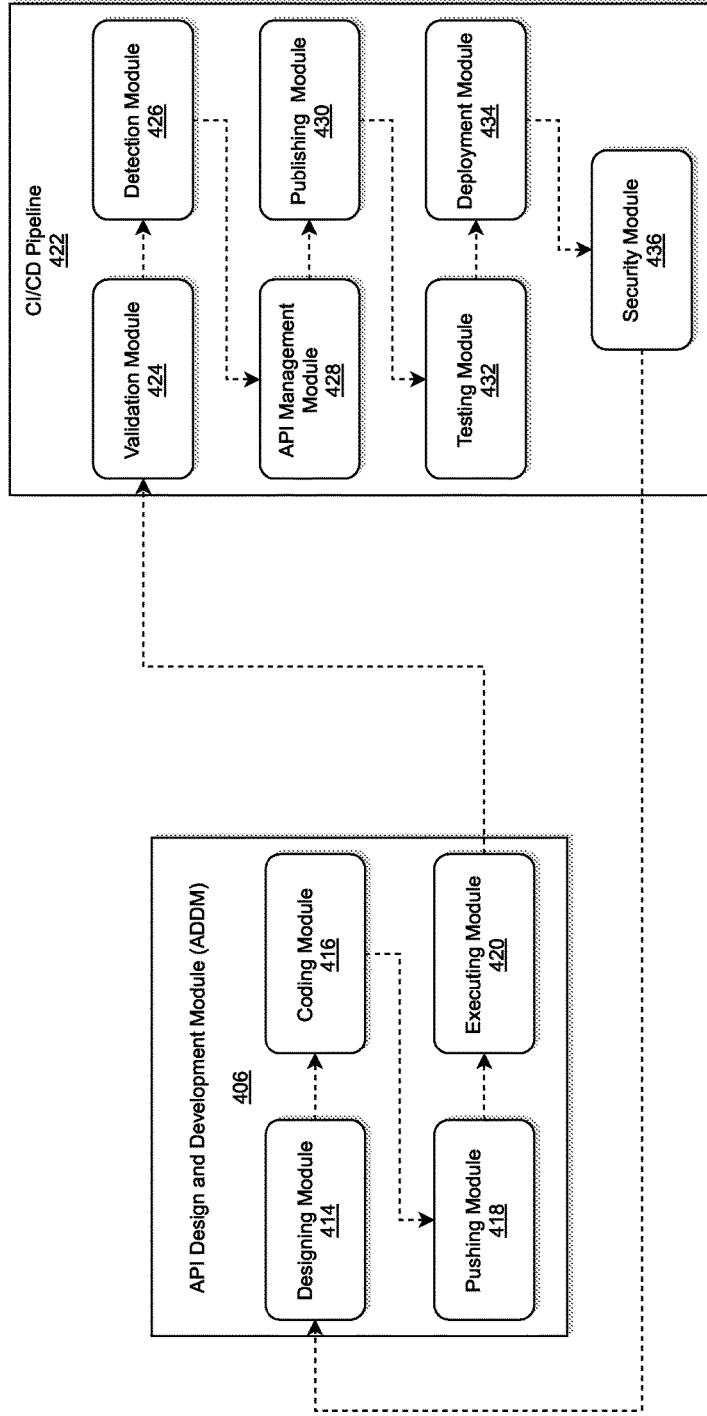 API Design and Development Module (ADDM)
406
Designing Module
414
Coding Module
416
Pushing Module
418
Executing Module
420
CI/CD Pipeline
422
Validation Module
424
Detection Module
426
API Management
Module
428
Publishing Module
430
Testing Module
432
Deployment Module
434
Security Module
436